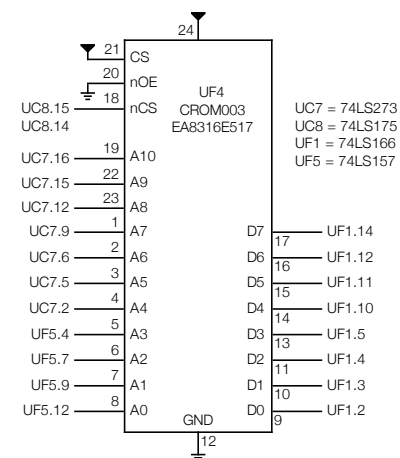 24
21 CS
20 nOE
UF4
UC8.15 18 nCS CROM003 UC7 = 74LS273
UC8.14 EA8316E517 UC8 = 74LS175
UF1 = 74LS166
UF5 = 74LS157
UC7.16 19 A10
UC7.15 22 A9
UC7.12 23 A8
UC7.9 1 A7 D7 17 UF1.14
UC7.6 2 A6 D6 16 UF1.12
UC7.5 3 A5 D5 15 UF1.11
UC7.2 4 A4 D4 14 UF1.10
UF5.4 5 A3 D3 13 UF1.5
UF5.7 6 A2 D2 11 UF1.4
UF5.9 7 A1 D1 10 UF1.3
UF5.12 8 A0 D0 9 UF1.2
GND
12